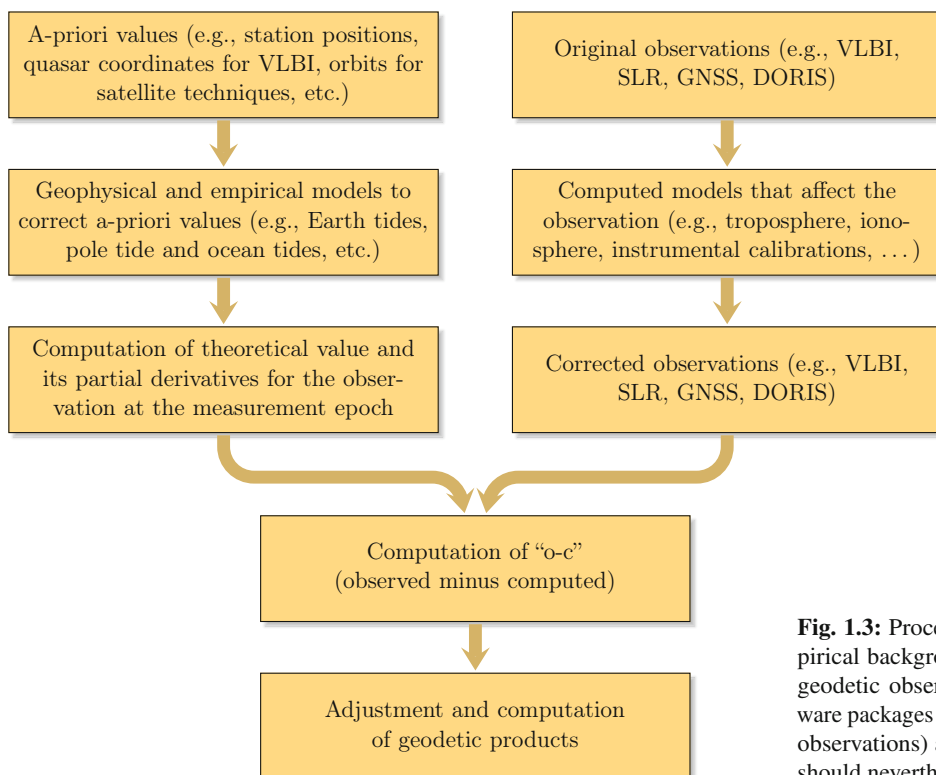 A-priori values (e.g., station positions,
quasar coordinates for VLBI, orbits for
satellite techniques, etc.)
Original observations (e.g., VLBI,
SLR, GNSS, DORIS)
Geophysical and empirical models to
correct a-priori values (e.g., Earth tides,
pole tide and ocean tides, etc.)
Computed models that affect the
observation (e.g., troposphere, iono-
sphere, instrumental calibrations, . . . )
Computation of theoretical value and
its partial derivatives for the obser-
vation at the measurement epoch
Corrected observations (e.g., VLBI,
SLR, GNSS, DORIS)
Computation of “o-c”
(observed minus computed)
Adjustment and computation
of geodetic products
Fig. 1.3:
pirical
geodetic
ware packages
observations)
should